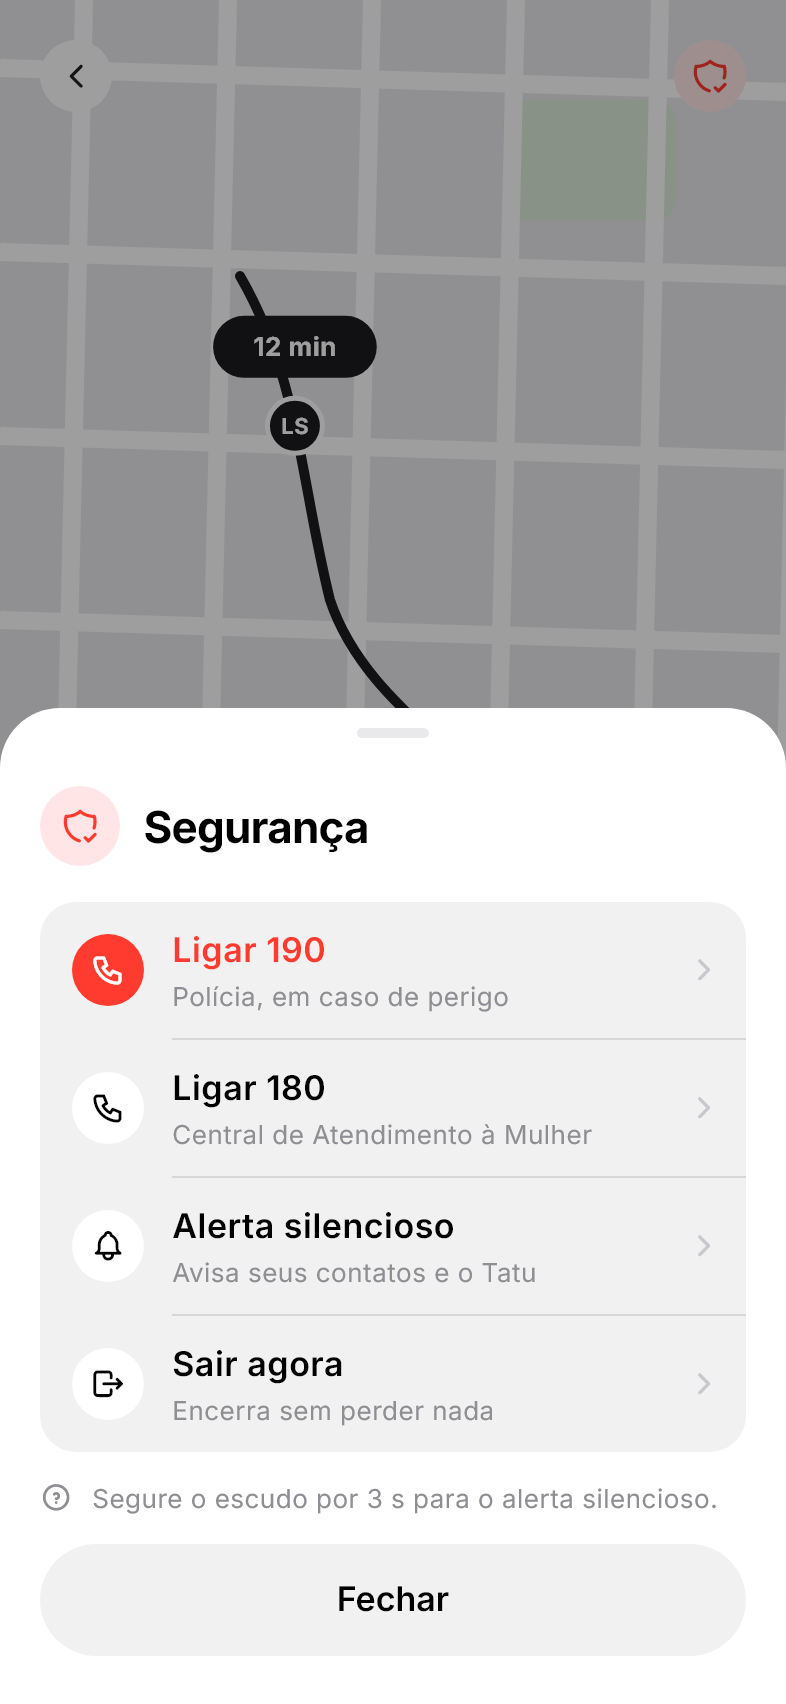 12 min
LS
Segurança
Ligar 190
Polícia, em caso de perigo
Ligar 180
Central de Atendimento à Mulher
Alerta silencioso
Avisa seus contatos e o Tatu
Sair agora
Encerra sem perder nada
Segure o escudo por 3 s para o alerta silencioso.
Fechar